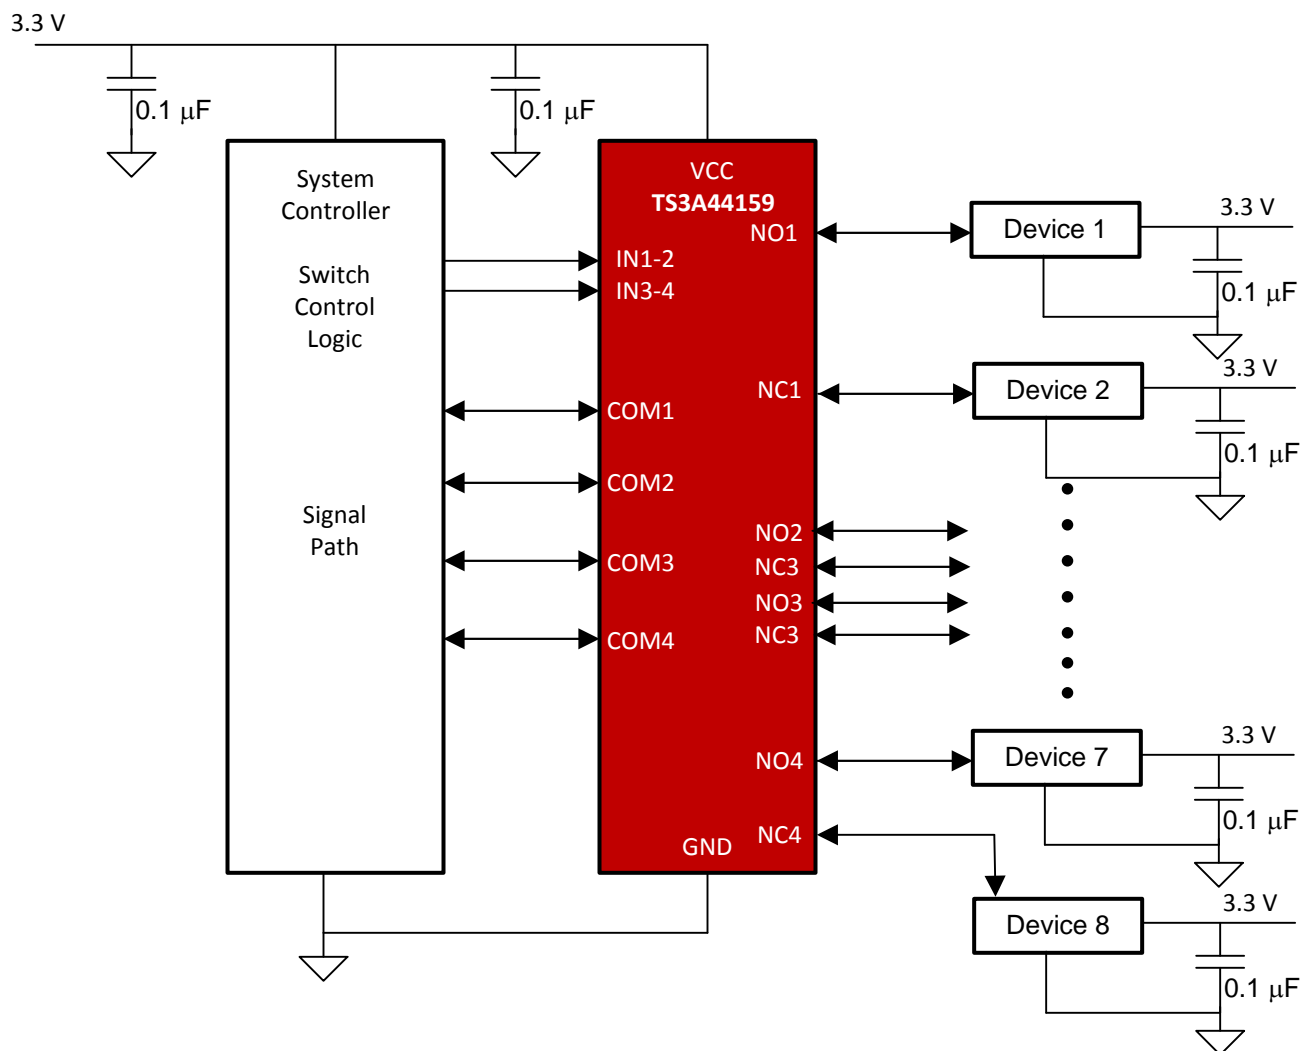 3.3 V
0.1 μF
0.1 μF
System
Controller
Switch
Control
Logic
Signal
Path
VCC
TS3A44159
IN1-2
IN3-4
COM1
COM2
COM3
COM4
NO1
NC1
NO2
NC3
NO3
NC3
NO4
NC4
GND
Device 1
3.3 V
0.1 μF
Device 2
3.3 V
0.1 μF
Device 7
3.3 V
0.1 μF
Device 8
3.3 V
0.1 μF